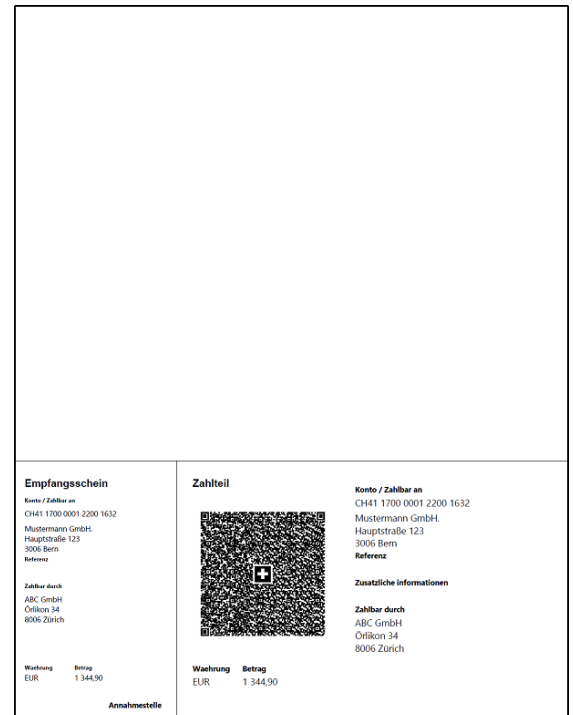 Empfangsschein
Konto / Zahlbar an
CH41 1700 0001 2200 1632
Mustermann GmbH.
Hauptstraße 123
3006 Bern
Referenz
Zahlbar durch
ABC GmbH
Örlikon 34
8006 Zürich
Waehrung Betrag
EUR 1 344,90
Annahmestelle
Zahlteil
Waehrung Betrag
EUR 1 344,90
Konto / Zahlbar an
CH41 1700 0001 2200 1632
Mustermann GmbH.
Hauptstraße 123
3006 Bern
Referenz
Zusatzliche informationen
Zahlbar durch
ABC GmbH
Örlikon 34
8006 Zürich